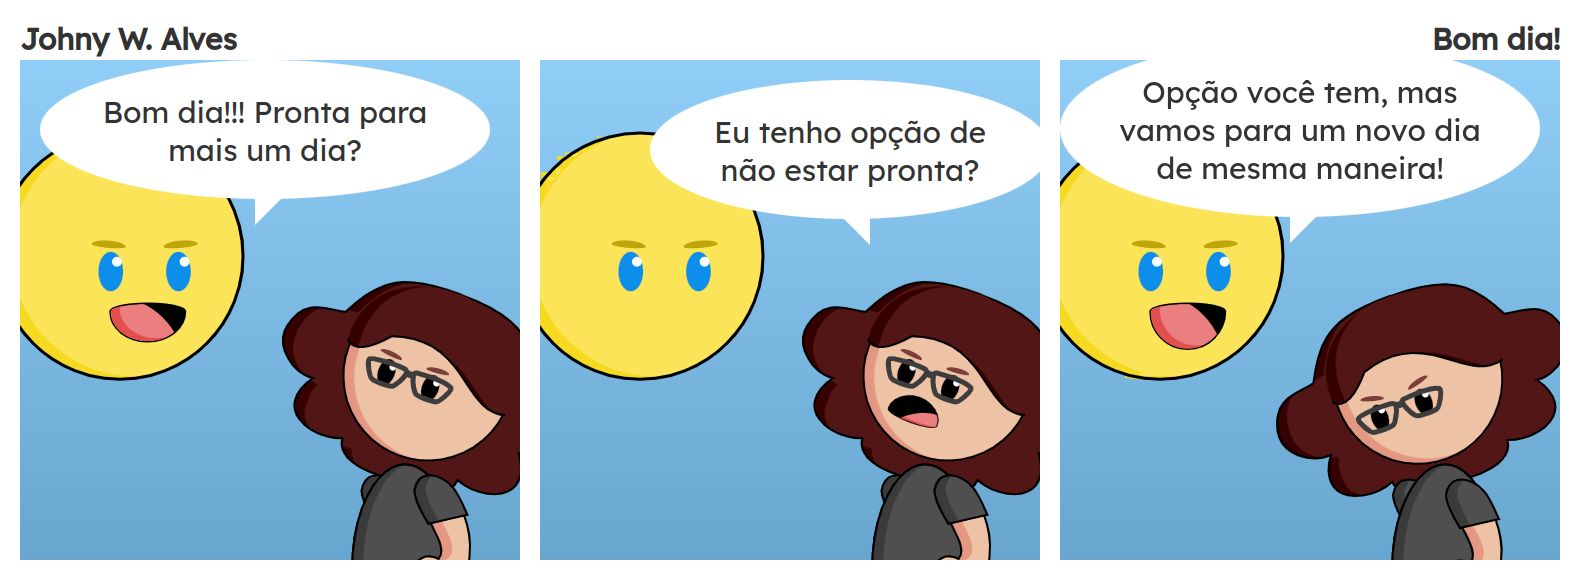 Johny W. Alves
Bom dia!
Bom dia!!! Pronta para
mais um dia?
Eu tenho opção de
não estar pronta?
Opção você tem, mas
vamos para um novo dia
de mesma maneira!